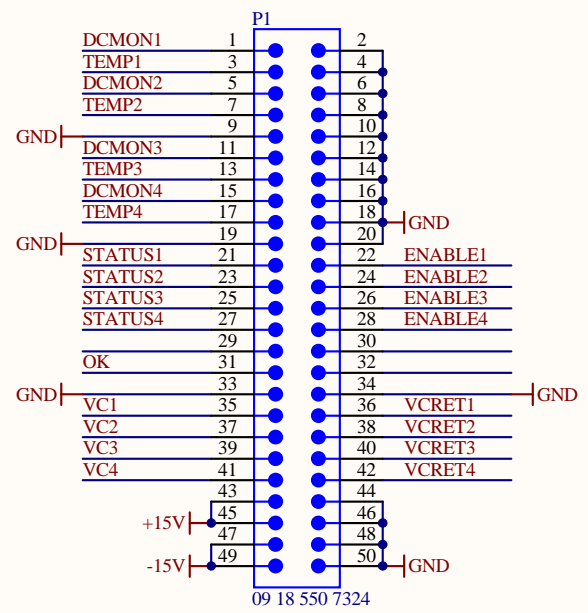 P1
DCMON1 1 2
TEMP1 3 4
DCMON2 5 6
TEMP2 7 8
GND 9 10
DCMON3 11 12
TEMP3 13 14
DCMON4 15 16
TEMP4 17 18 GND
GND 19 20
STATUS1 21 22 ENABLE1
STATUS2 23 24 ENABLE2
STATUS3 25 26 ENABLE3
STATUS4 27 28 ENABLE4
29 30
OK 31 32
GND 33 34 GND
VC1 35 36 VCRET1
VC2 37 38 VCRET2
VC3 39 40 VCRET3
VC4 41 42 VCRET4
43 44
+15V 45 46
47 48
-15V 49 50 GND
09 18 550 7324